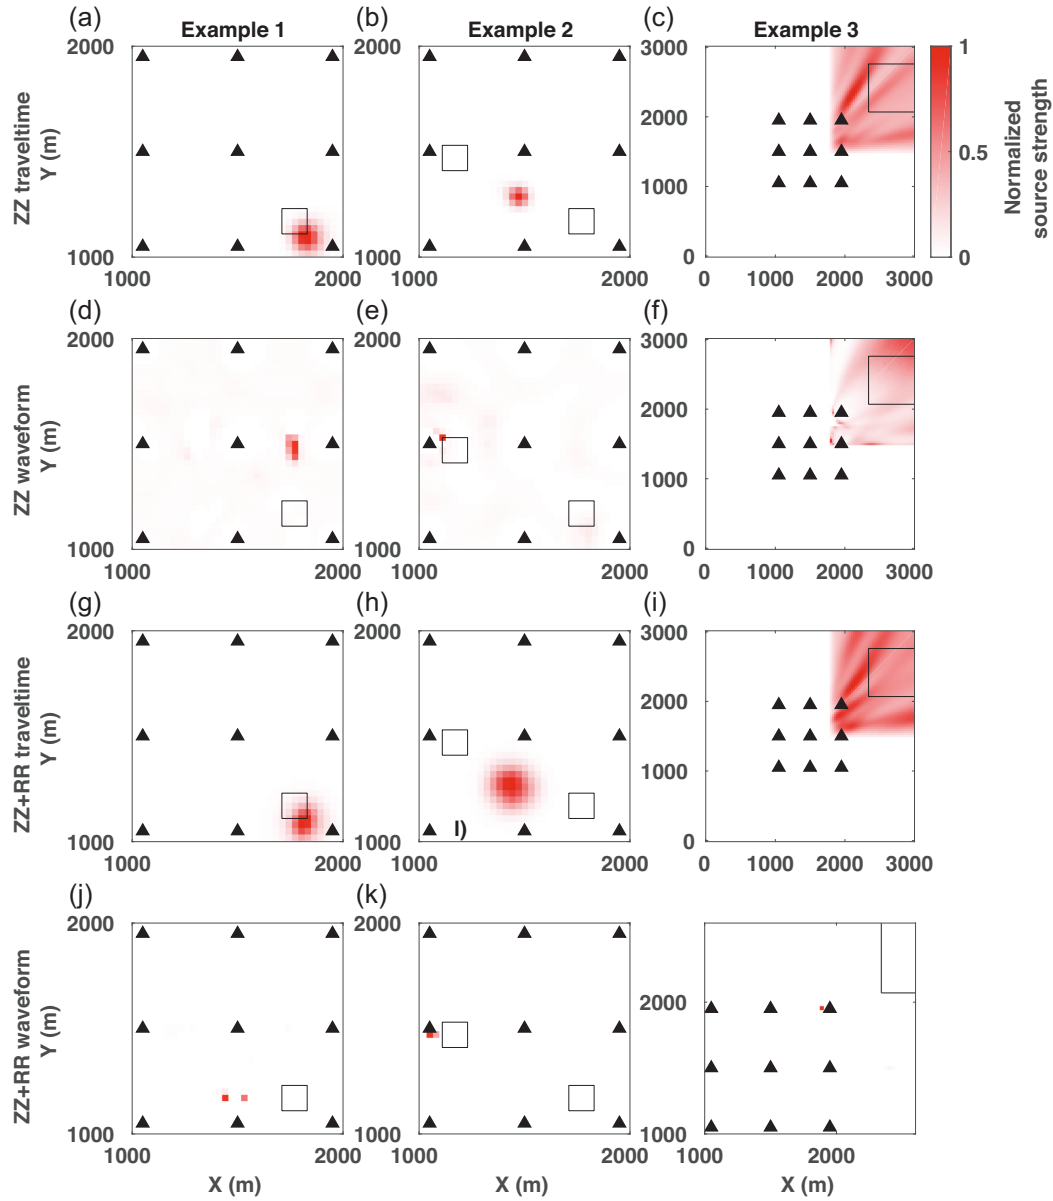 (a) (b) (c)
Example 1 Example 2 Example 3
ZZ traveltime
Y (m)
2000 2000 3000 1
2000
0.5
1000
1000 1000 0 0
1000 2000 1000 2000 0 1000 2000 3000
Normalized
source strength
(d) (e) (f)
ZZ waveform
Y (m)
2000 2000 3000
2000
1000
1000 1000 0
1000 2000 1000 2000 0 1000 2000 3000
(g) (h) (i)
ZZ+RR traveltime
Y (m)
2000 2000 3000
2000
1000
l)
1000 1000 0
1000 2000 1000 2000 0 1000 2000 3000
(j) (k)
ZZ+RR waveform
Y (m)
2000 2000
2000
1000 1000 1000
1000 2000 1000 2000 1000 2000
X (m) X (m) X (m)